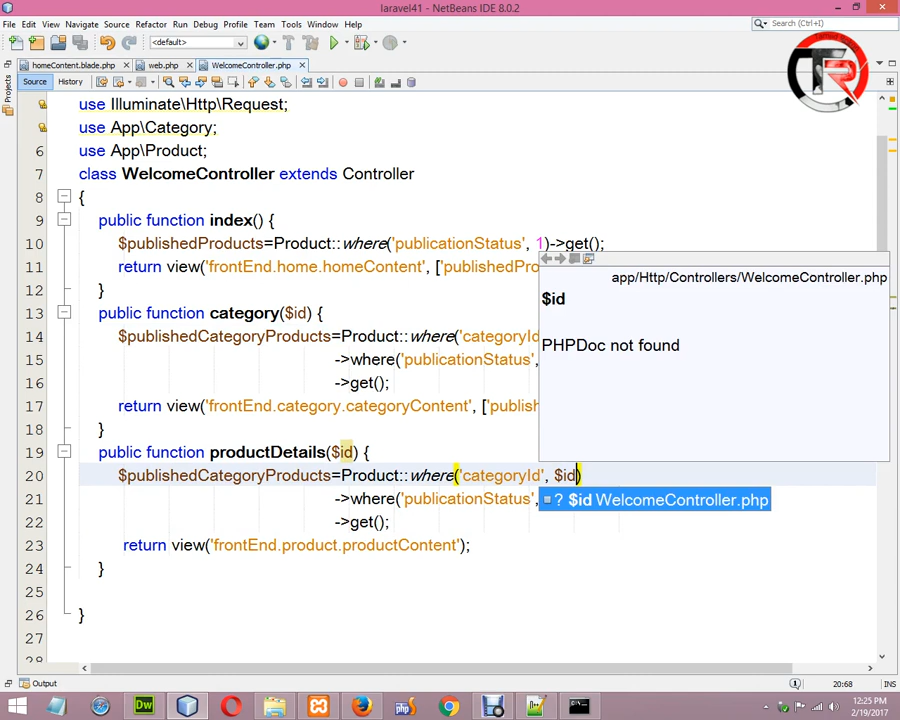 laravel41 - NetBeans IDE 8.0.2
File Edit View Navigate Source Refactor Run Debug Profile Team Tools Window Help
Search (Ctrl+I)
<default>
homeContent.blade.php web.php WelcomeController.php
Source History
Projects
TR
use Illuminate\Http\Request;
use App\Category;
6 use App\Product;
7 class WelcomeController extends Controller
8 {
9 public function index() {
10 $publishedProducts=Product::where('publicationStatus', 1)->get();
11 return view('frontEnd.home.homeContent', ['publishedPro
12 }
13 public function category($id) {
14 $publishedCategoryProducts=Product::where('categoryId
15 ->where('publicationStatus',
16 ->get();
17 return view('frontEnd.category.categoryContent', ['publish
18 }
19 public function productDetails($id) {
20 $publishedCategoryProducts=Product::where('categoryId', $id)
21 ->where('publicationStatus',
22 ->get();
23 return view('frontEnd.product.productContent');
24 }
25
26 }
27
28
app/Http/Controllers/WelcomeController.php
$id
PHPDoc not found
? $id WelcomeController.php
Output
20:68 INS
Dw
php
12:25 PM
2/19/2017